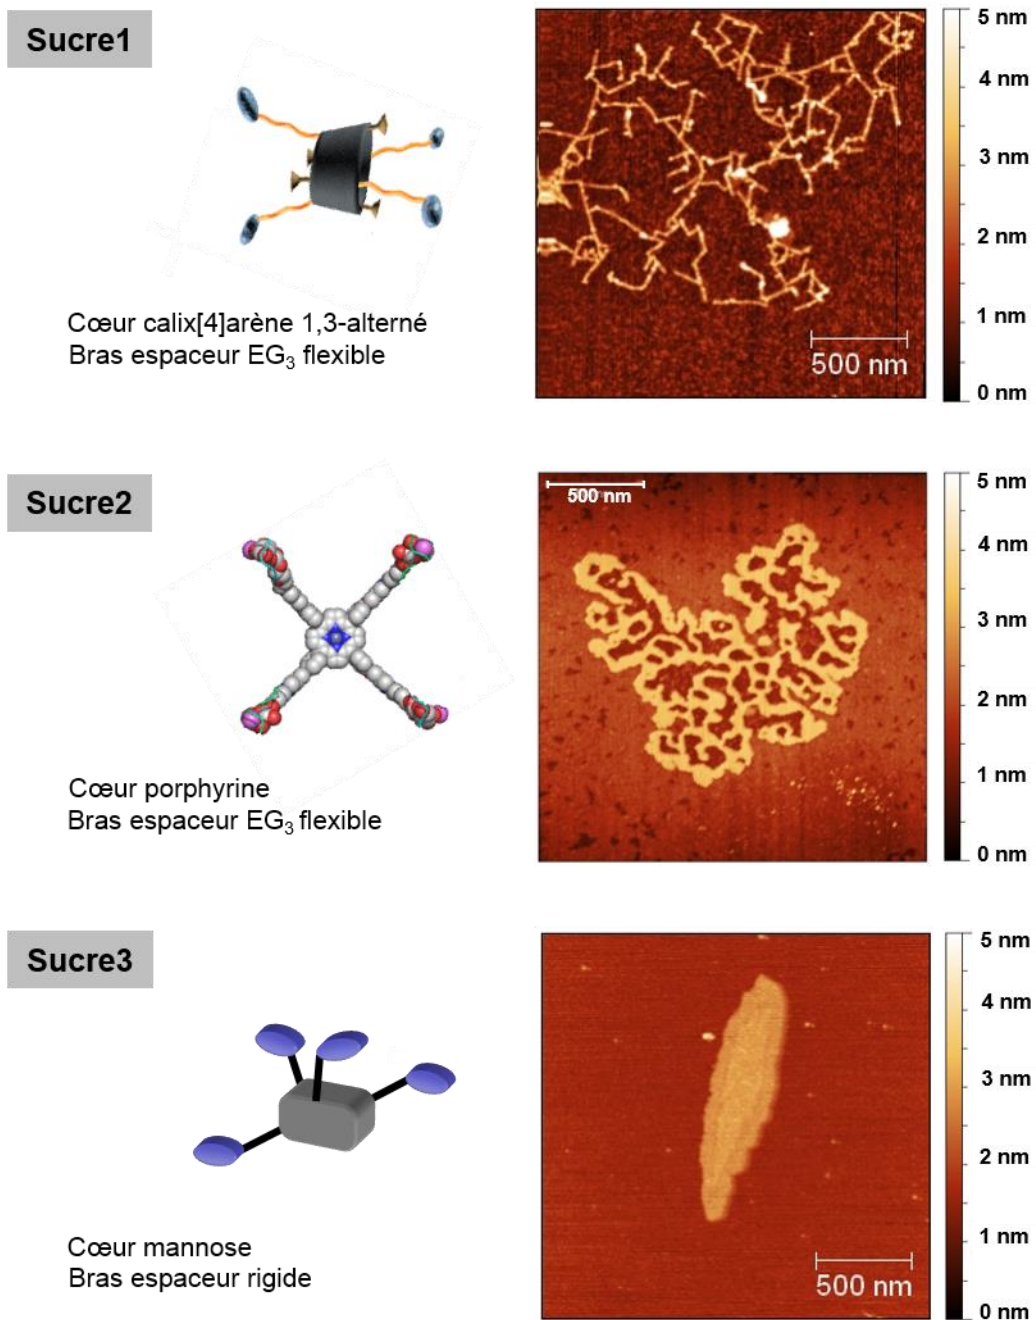 Sucre1
Cœur calix[4]arène 1,3-alterné
Bras espaceur EG₃ flexible
500 nm
5 nm
4 nm
3 nm
2 nm
1 nm
0 nm
Sucre2
Cœur porphyrine
Bras espaceur EG₃ flexible
500 nm
5 nm
4 nm
3 nm
2 nm
1 nm
0 nm
Sucre3
Cœur mannose
Bras espaceur rigide
500 nm
5 nm
4 nm
3 nm
2 nm
1 nm
0 nm